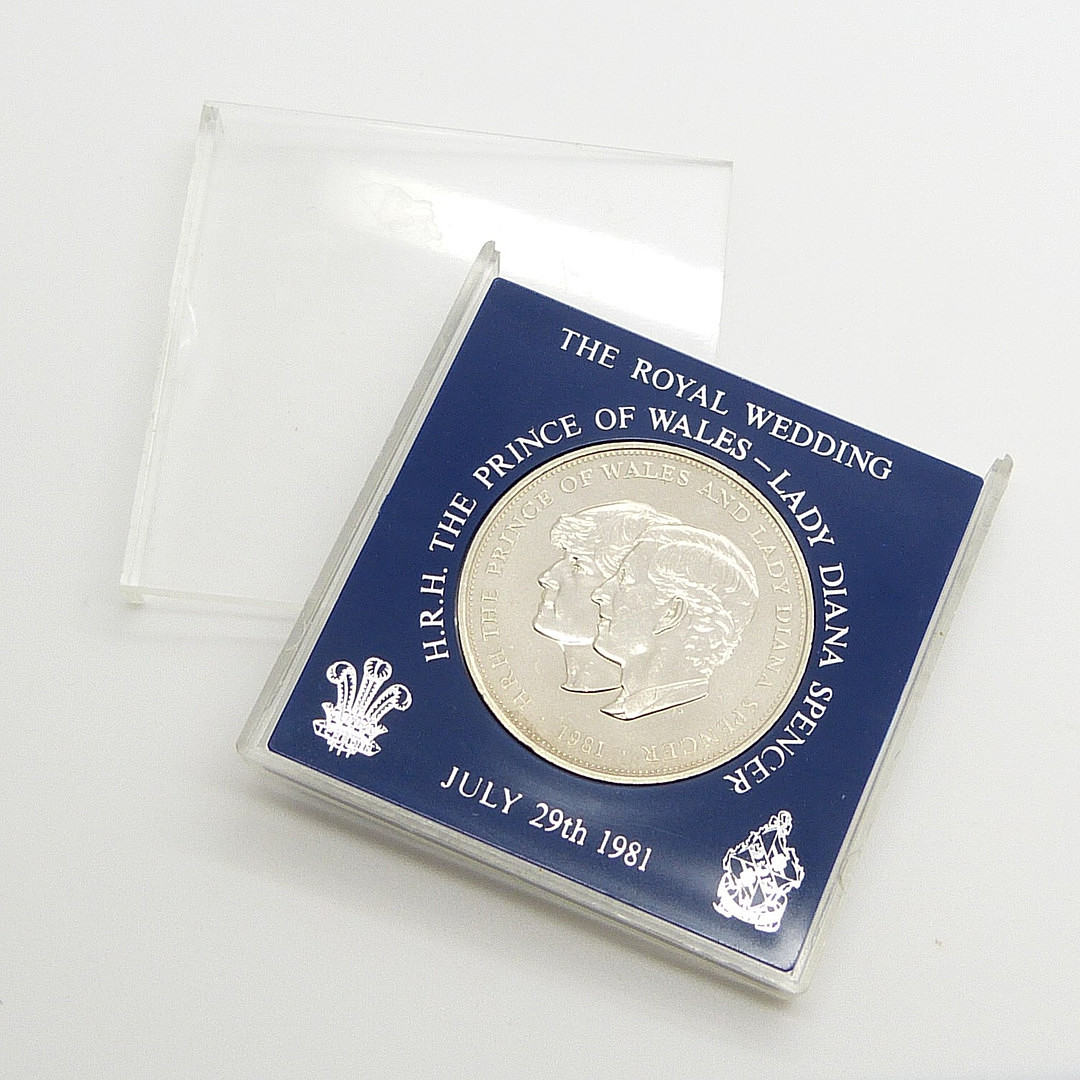 THE ROYAL WEDDING
H.R.H. THE PRINCE OF WALES – LADY DIANA SPENCER
H.R.H THE PRINCE OF WALES AND LADY DIANA SPENCER · 1981 ·
JULY 29th 1981